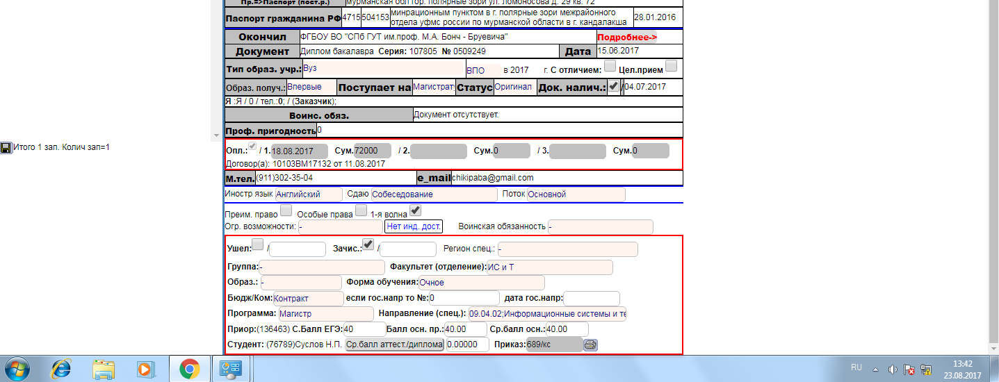 Пр.=>Паспорт (пост.р.) мурманская обл гор. полярные зори ул. ломоносова д. 29 кв. 72
Паспорт гражданина РФ 4715 504153 минрационным пунктом в г. полярные зори межрайонного 28.01.2016
отдела уфмс россии по мурманской области в г. кандалакша
Окончил ФГБОУ ВО "СПб ГУТ им.проф. М.А. Бонч - Бруевича" Подробнее->
Документ Диплом бакалавра Серия: 107805 № 0509249 Дата 15.06.2017
Тип образ. учр.: Вуз ВПО в 2017 г. С отличием: Цел.прием
Образ. получ.: Впервые Поступает на Магистрату Статус Оригинал Док. налич.: / 04.07.2017
Я :Я / 0 / тел.:0; / (Заказчик);
Воинс. обяз. Документ отсутствует.
Проф. пригодность 0
Итого 1 зап. Колич зап=1
Опл.: / 1. 18.08.2017 Сум. 72000 / 2. Сум. 0 / 3. Сум. 0
Договор(а): 10103ВМ17132 от 11.08.2017
М.тел. (911)302-35-04 e_mail chikipaba@gmail.com
Иностр язык Английский Сдаю Собеседование Поток Основной
Преим. право Особые права 1-я волна
Огр. возможности: - Нет инд. дост. Воинская обязанность -
Ушел: / Зачис.: / Регион спец.: -
Группа: - Факультет (отделение): ИС и Т
Образ.: - Форма обучения: Очное
Бюдж/Ком: Контракт если гос.напр то №: 0 дата гос.напр:
Программа: Магистр Направление (спец.): 09.04.02;Информационные системы и те
Приор:(136463) С.Балл ЕГЭ: 40 Балл осн. пр.: 40.00 Ср.балл осн.: 40.00
Студент: (76789)Суслов Н.П. Ср.балл аттест./диплома 0.00000 Приказ: 689/кс
RU 13:42
23.08.2017